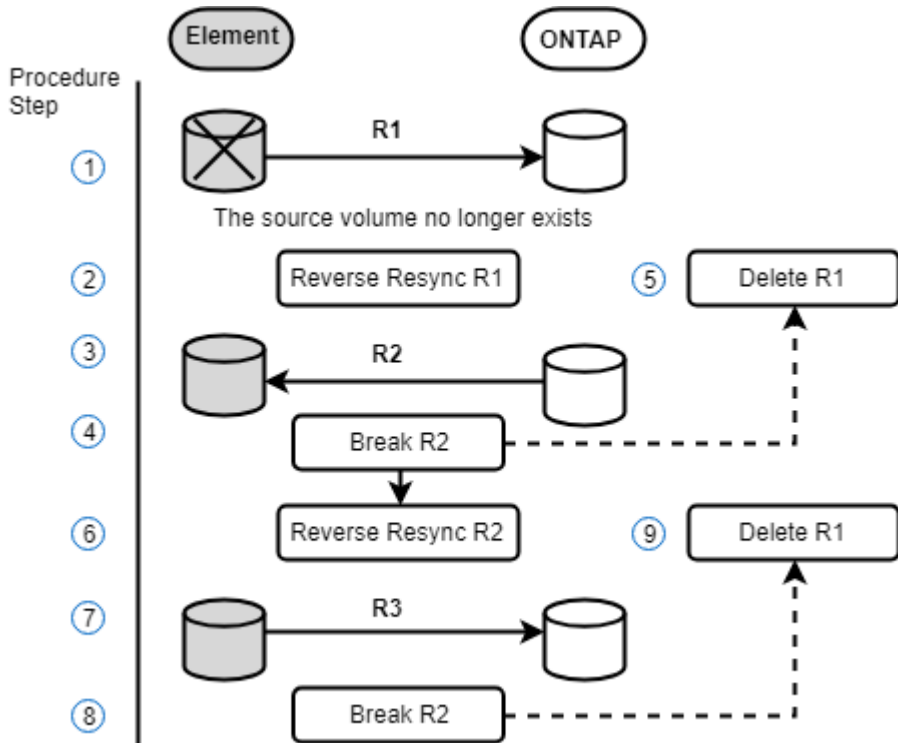 Element
ONTAP
Procedure
Step
R1
1
The source volume no longer exists
2
Reverse Resync R1
5
Delete R1
3
R2
4
Break R2
6
Reverse Resync R2
9
Delete R1
7
R3
8
Break R2